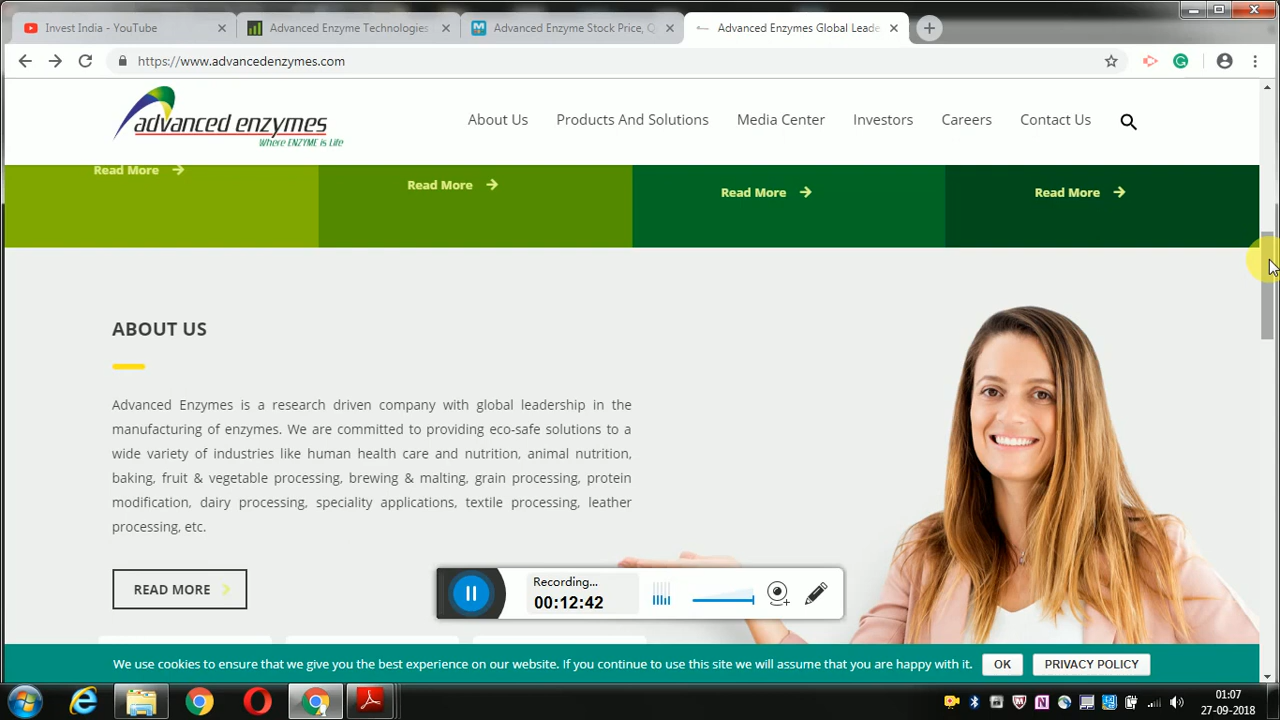 Invest India - YouTube
Advanced Enzyme Technologies
Advanced Enzyme Stock Price, Q
Advanced Enzymes Global Leade
https://www.advancedenzymes.com
advanced enzymes
Where ENZYME is Life
About Us
Products And Solutions
Media Center
Investors
Careers
Contact Us
Read More
Read More
Read More
Read More
ABOUT US
Advanced Enzymes is a research driven company with global leadership in the
manufacturing of enzymes. We are committed to providing eco-safe solutions to a
wide variety of industries like human health care and nutrition, animal nutrition,
baking, fruit & vegetable processing, brewing & malting, grain processing, protein
modification, dairy processing, speciality applications, textile processing, leather
processing, etc.
READ MORE
Recording...
00:12:42
We use cookies to ensure that we give you the best experience on our website. If you continue to use this site we will assume that you are happy with it.
OK
PRIVACY POLICY
01:07
27-09-2018